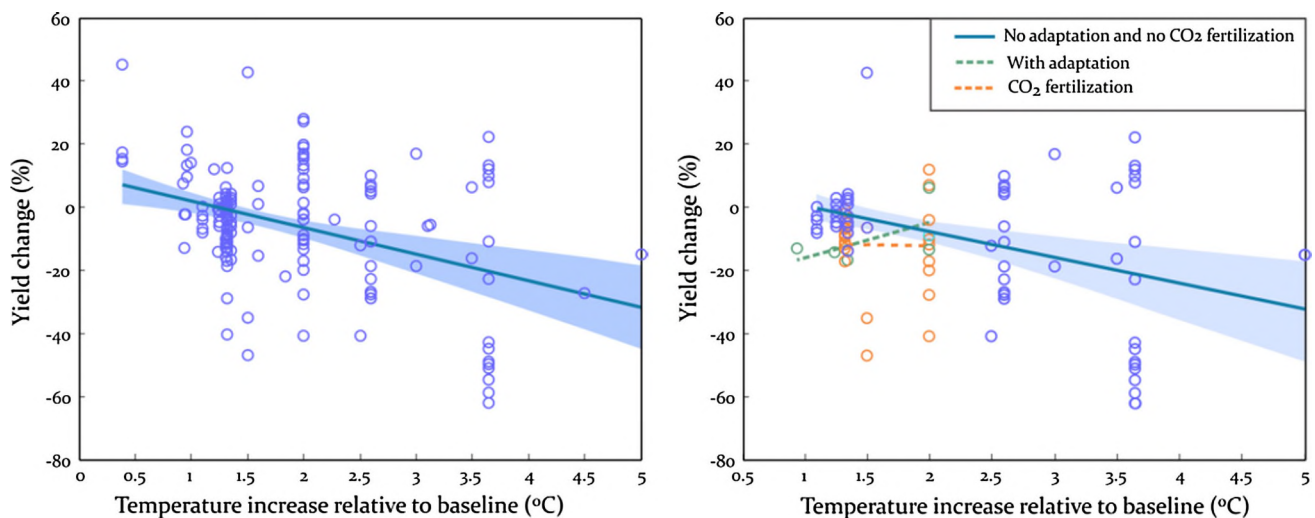 60
40
20
0
-20
-40
-60
-80
Yield change (%)
0 0.5 1 1.5 2 2.5 3 3.5 4 4.5 5
Temperature increase relative to baseline (ºC)
60
40
20
0
-20
-40
-60
-80
Yield change (%)
No adaptation and no CO2 fertilization
With adaptation
CO₂ fertilization
0.5 1 1.5 2 2.5 3 3.5 4 4.5 5
Temperature increase relative to baseline (ºC)